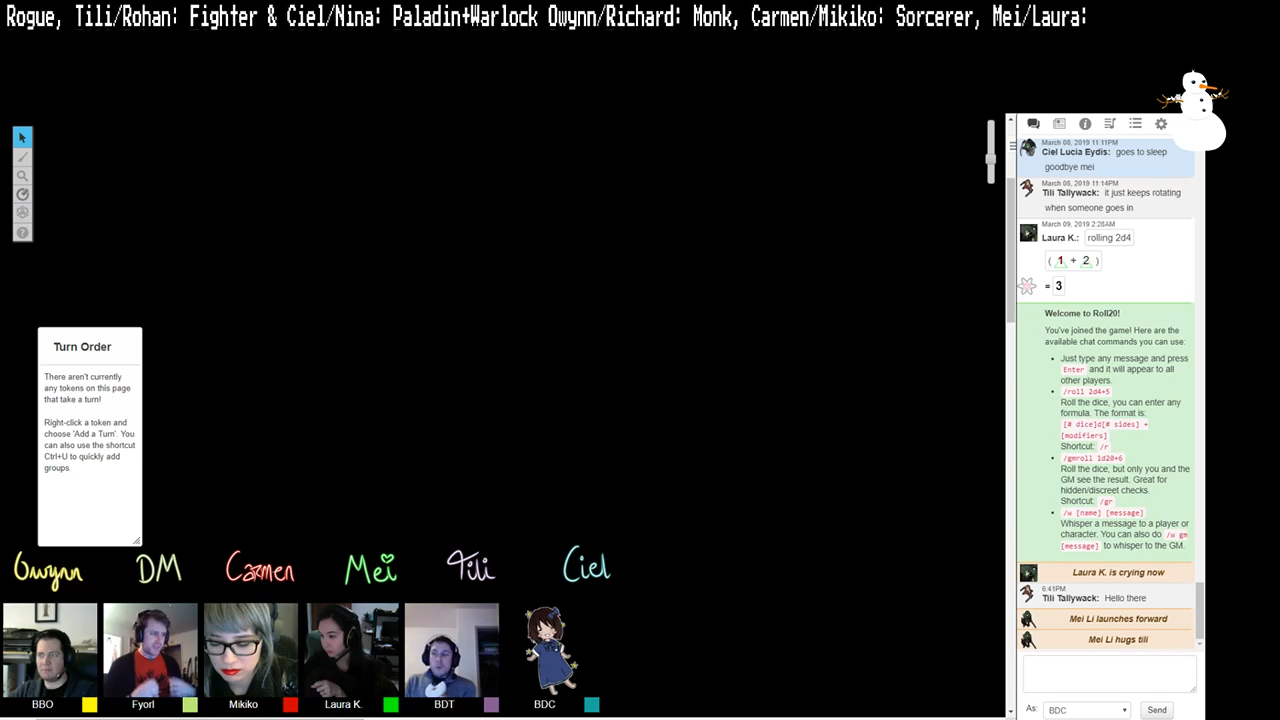 Rogue, Tili/Rohan: Fighter & Ciel/Nina: Paladin+Warlock Owynn/Richard: Monk, Carmen/Mikiko: Sorcerer, Mei/Laura:
March 08, 2019 11:11PM
Ciel Lucia Eydis: goes to sleep
goodbye mei
March 08, 2019 11:14PM
Tili Tallywack: it just keeps rotating
when someone goes in
March 09, 2019 2:28AM
Laura K.: rolling 2d4
( 1 + 2 )
= 3
Welcome to Roll20!
You've joined the game! Here are the
available chat commands you can use:
• Just type any message and press
Enter and it will appear to all
other players.
• /roll 2d4+5
Roll the dice, you can enter any
formula. The format is:
[# dice]d[# sides] +
[modifiers]
Shortcut: /r
• /gmroll 1d20+6
Roll the dice, but only you and the
GM see the result. Great for
hidden/discreet checks.
Shortcut: /gr
• /w [name] [message]
Whisper a message to a player or
character. You can also do /w gm
[message] to whisper to the GM.
Laura K. is crying now
6:41PM
Tili Tallywack: Hello there
Mei Li launches forward
Mei Li hugs tili
As: BDC Send
Turn Order
There aren't currently
any tokens on this page
that take a turn!
Right-click a token and
choose 'Add a Turn'. You
can also use the shortcut
Ctrl+U to quickly add
groups.
Owynn DM Carmen Mei Tili Ciel
BBO Fyorl Mikiko Laura K. BDT BDC